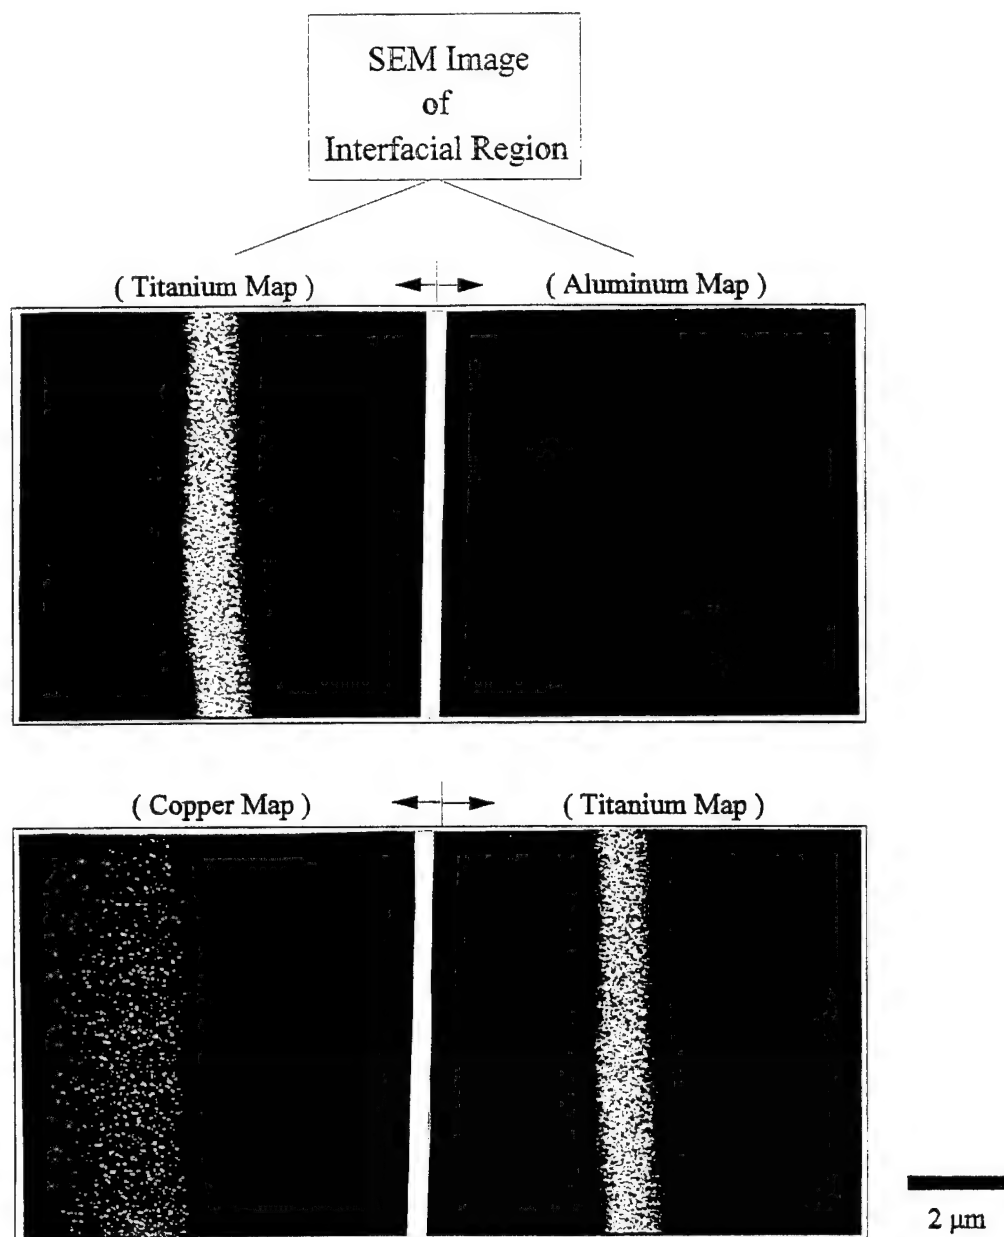 SEM Image
of
Interfacial Region
( Titanium Map )
( Aluminum Map )
( Copper Map )
( Titanium Map )
2 μm